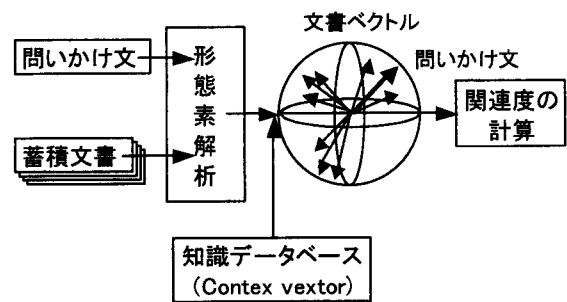 文書ベクトル
問いかけ文
問いかけ文
形態素解析
関連度の
計算
蓄積文書
知識データベース
(Contex vextor)